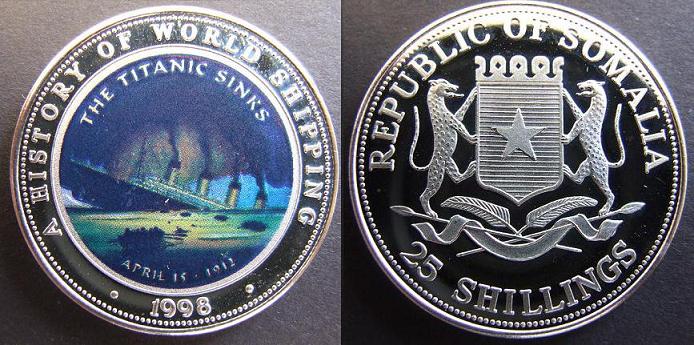 A HISTORY OF WORLD SHIPPING
THE TITANIC SINKS
APRIL 15 · 1912
· 1998 ·
REPUBLIC OF SOMALIA
25 SHILLINGS